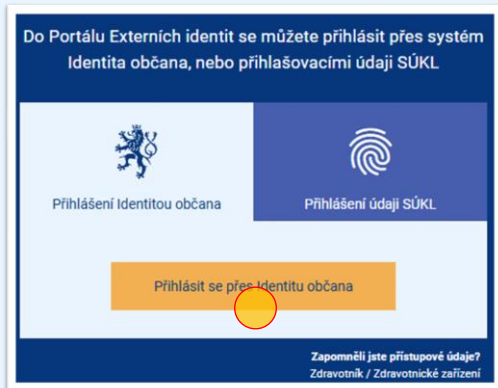 Do Portálu Externích identit se můžete přihlásit přes systém
Identita občana, nebo přihlašovacími údaji SÚKL
Přihlášení Identitou občana
Přihlášení údaji SÚKL
Přihlásit se přes Identitu občana
Zapomněli jste přístupové údaje?
Zdravotník / Zdravotnické zařízení